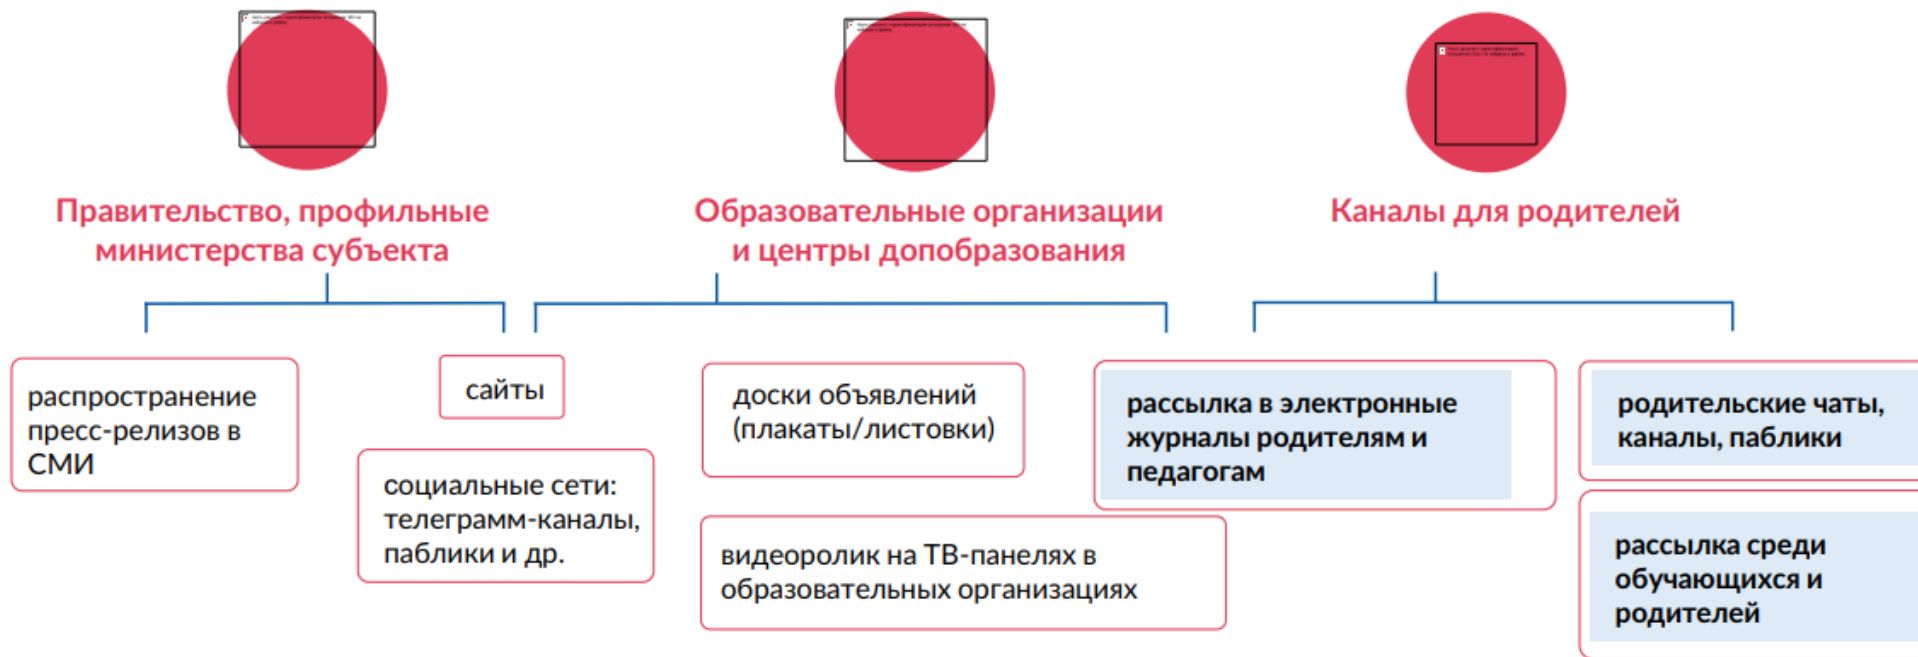 Правительство, профильные
министерства субъекта
Образовательные организации
и центры допобразования
Каналы для родителей
распространение
пресс-релизов в
СМИ
сайты
социальные сети:
телеграмм-каналы,
паблики и др.
доски объявлений
(плакаты/листовки)
видеоролик на ТВ-панелях в
образовательных организациях
рассылка в электронные
журналы родителям и
педагогам
родительские чаты,
каналы, паблики
рассылка среди
обучающихся и
родителей